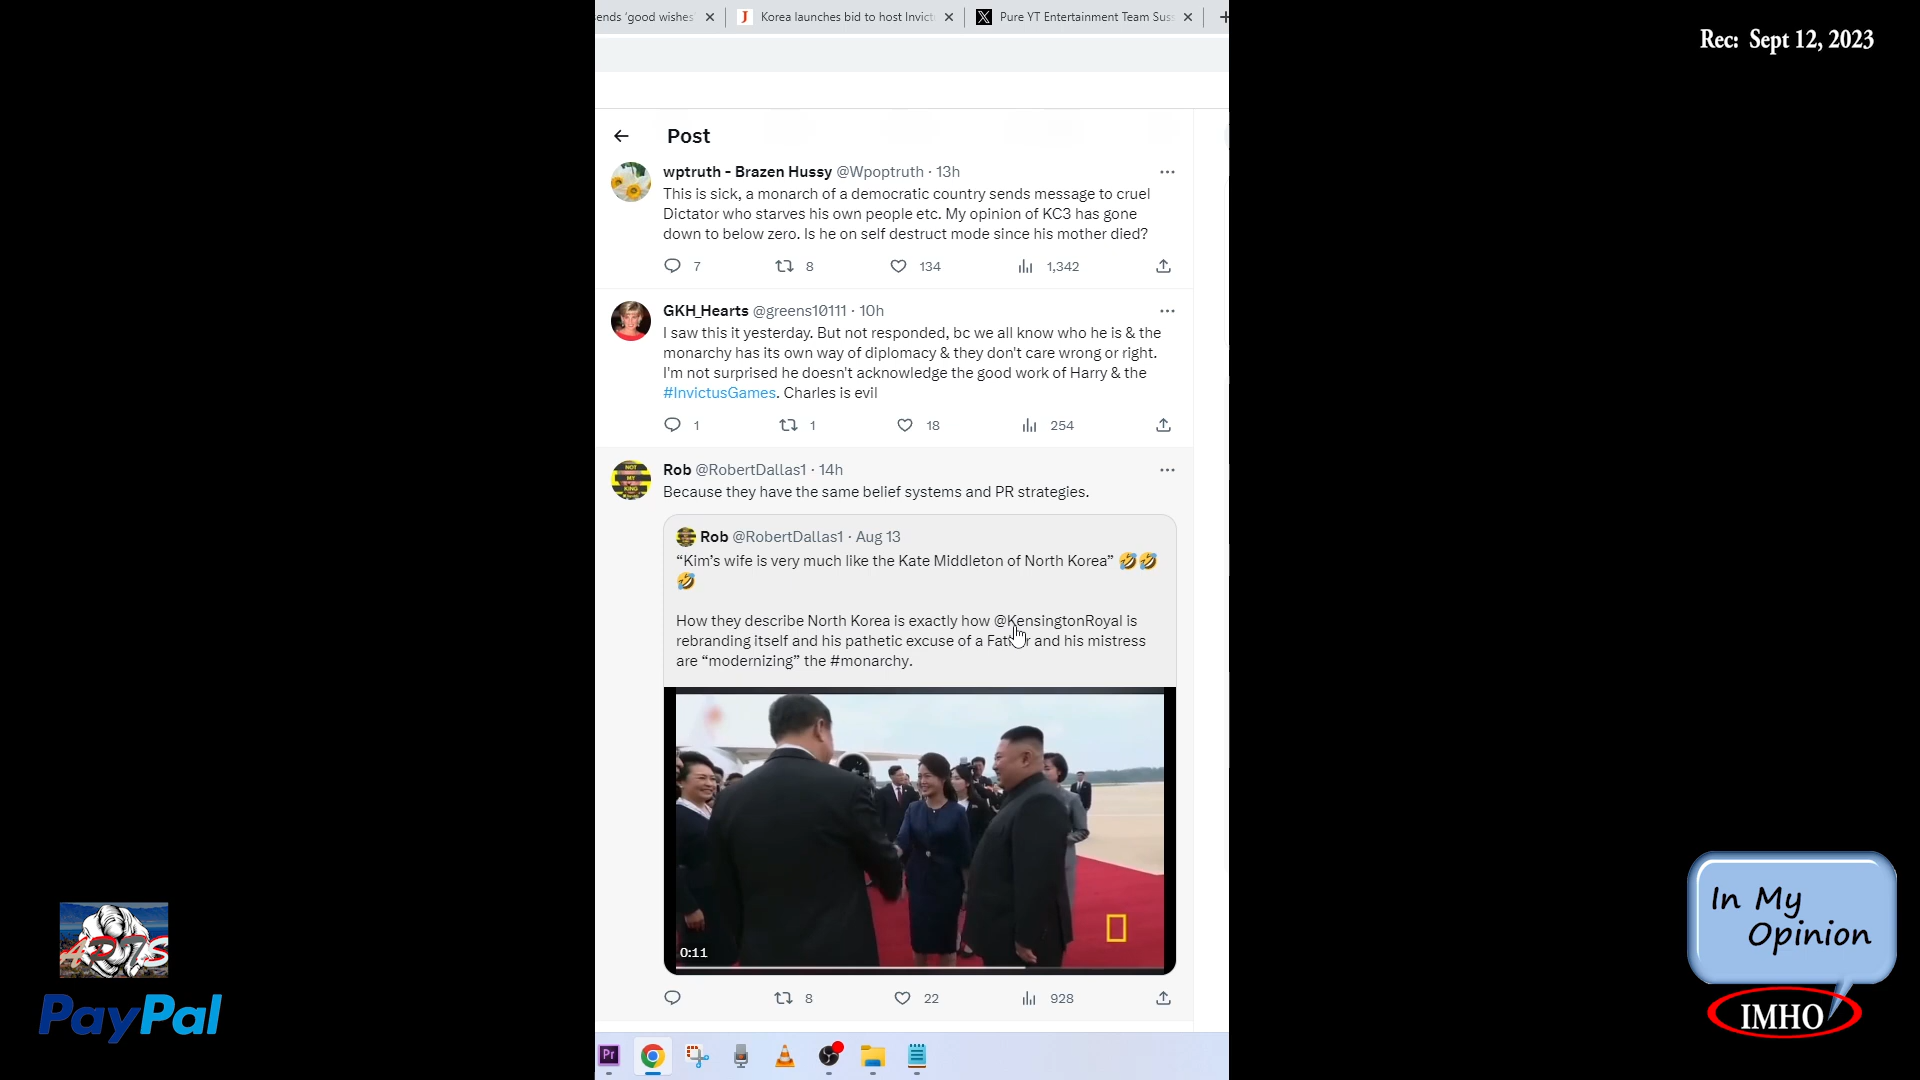 ends 'good wishes'
Korea launches bid to host Invict
Pure YT Entertainment Team Sus
Rec: Sept 12, 2023
Post
wptruth - Brazen Hussy @Wpoptruth · 13h
This is sick, a monarch of a democratic country sends message to cruel
Dictator who starves his own people etc. My opinion of KC3 has gone
down to below zero. Is he on self destruct mode since his mother died?
7 8 134 1,342
GKH_Hearts @greens10111 · 10h
I saw this it yesterday. But not responded, bc we all know who he is & the
monarchy has its own way of diplomacy & they don't care wrong or right.
I'm not surprised he doesn't acknowledge the good work of Harry & the
#InvictusGames. Charles is evil
1 1 18 254
Rob @RobertDallas1 · 14h
NOT
MY
KING
Because they have the same belief systems and PR strategies.
Rob @RobertDallas1 · Aug 13
“Kim’s wife is very much like the Kate Middleton of North Korea” 🤣🤣
🤣
How they describe North Korea is exactly how @KensingtonRoyal is
rebranding itself and his pathetic excuse of a Father and his mistress
are “modernizing” the #monarchy.
0:11
8 22 928
PayPal
In My
Opinion
IMHO
Pr